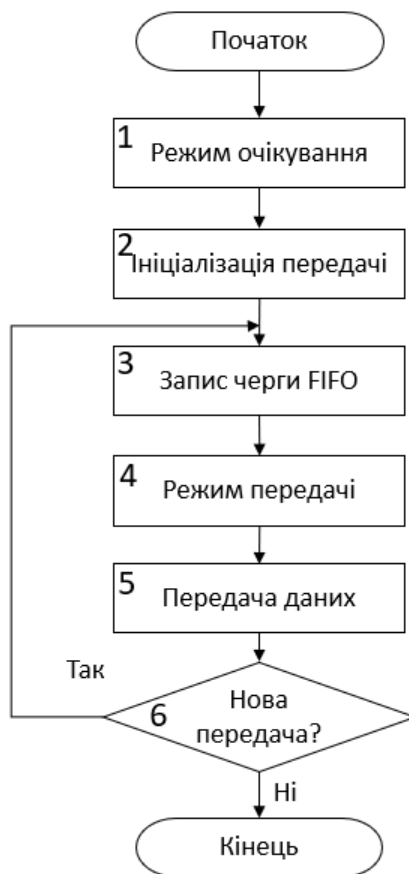 Початок
1
Режим очікування
2
Ініціалізація передачі
3
Запис черги FIFO
4
Режим передачі
5
Передача даних
Так
6
Нова
передача?
Ні
Кінець